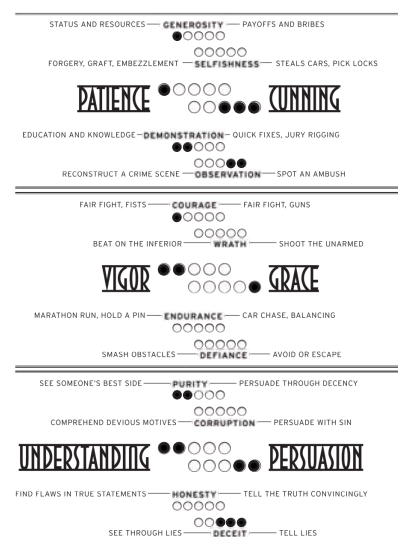 STATUS AND RESOURCES — GENEROSITY — PAYOFFS AND BRIBES
FORGERY, GRAFT, EMBEZZLEMENT — SELFISHNESS — STEALS CARS, PICK LOCKS
PATIENCE CUNNING
EDUCATION AND KNOWLEDGE — DEMONSTRATION — QUICK FIXES, JURY RIGGING
RECONSTRUCT A CRIME SCENE — OBSERVATION — SPOT AN AMBUSH
FAIR FIGHT, FISTS — COURAGE — FAIR FIGHT, GUNS
BEAT ON THE INFERIOR — WRATH — SHOOT THE UNARMED
VIGOR GRACE
MARATHON RUN, HOLD A PIN — ENDURANCE — CAR CHASE, BALANCING
SMASH OBSTACLES — DEFIANCE — AVOID OR ESCAPE
SEE SOMEONE'S BEST SIDE — PURITY — PERSUADE THROUGH DECENCY
COMPREHEND DEVIOUS MOTIVES — CORRUPTION — PERSUADE WITH SIN
UNDERSTANDING PERSUASION
FIND FLAWS IN TRUE STATEMENTS — HONESTY — TELL THE TRUTH CONVINCINGLY
SEE THROUGH LIES — DECEIT — TELL LIES